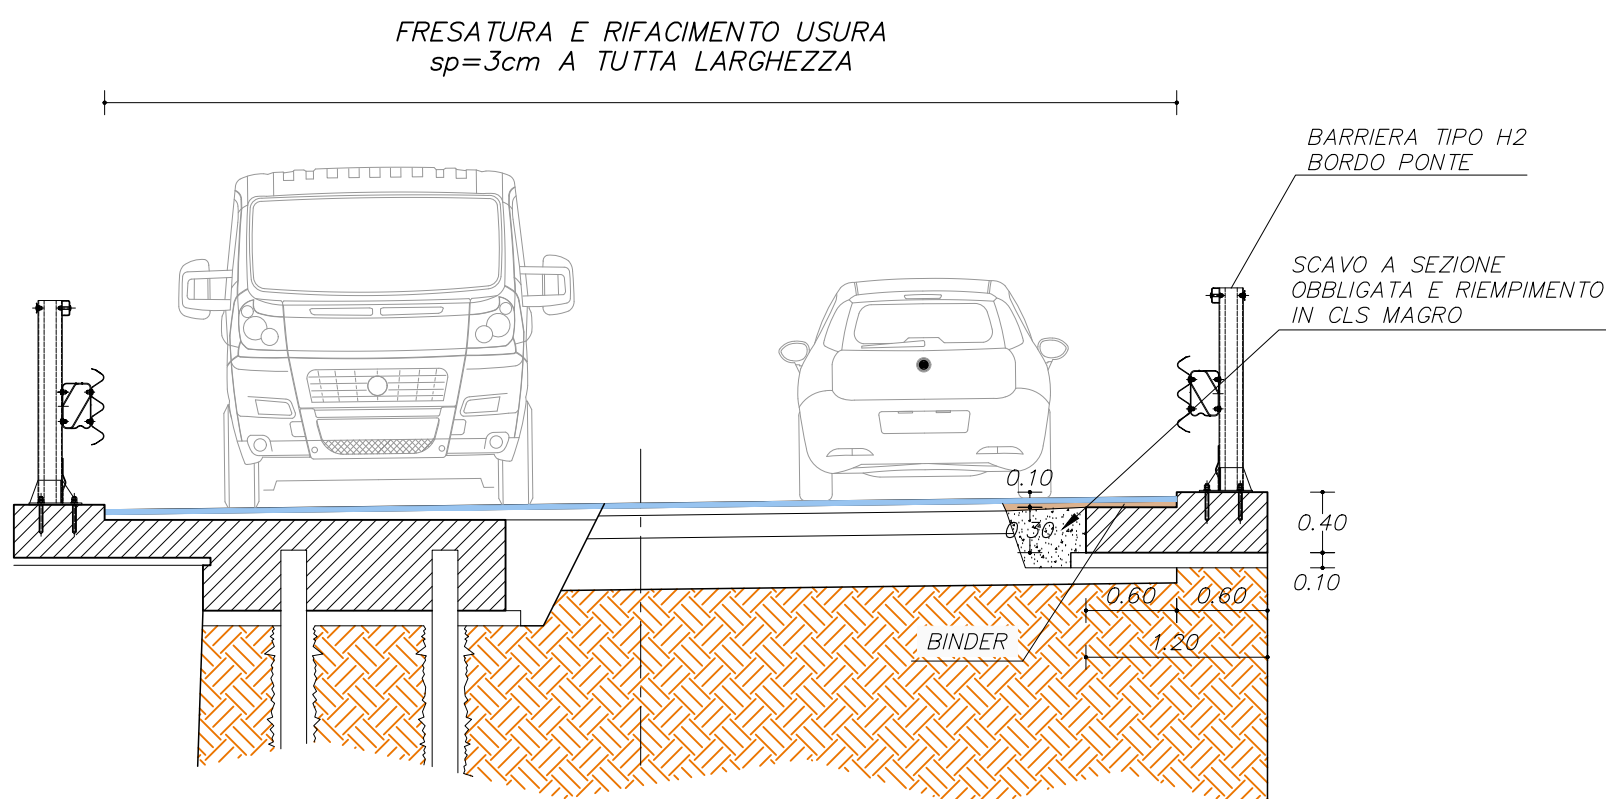 FRESATURA E RIFACIMENTO USURA
sp=3cm A TUTTA LARGHEZZA
BARRIERA TIPO H2
BORDO PONTE
SCAVO A SEZIONE
OBBLIGATA E RIEMPIMENTO
IN CLS MAGRO
0.10
0.30
0.40
0.10
0.60
0.60
BINDER
1.20